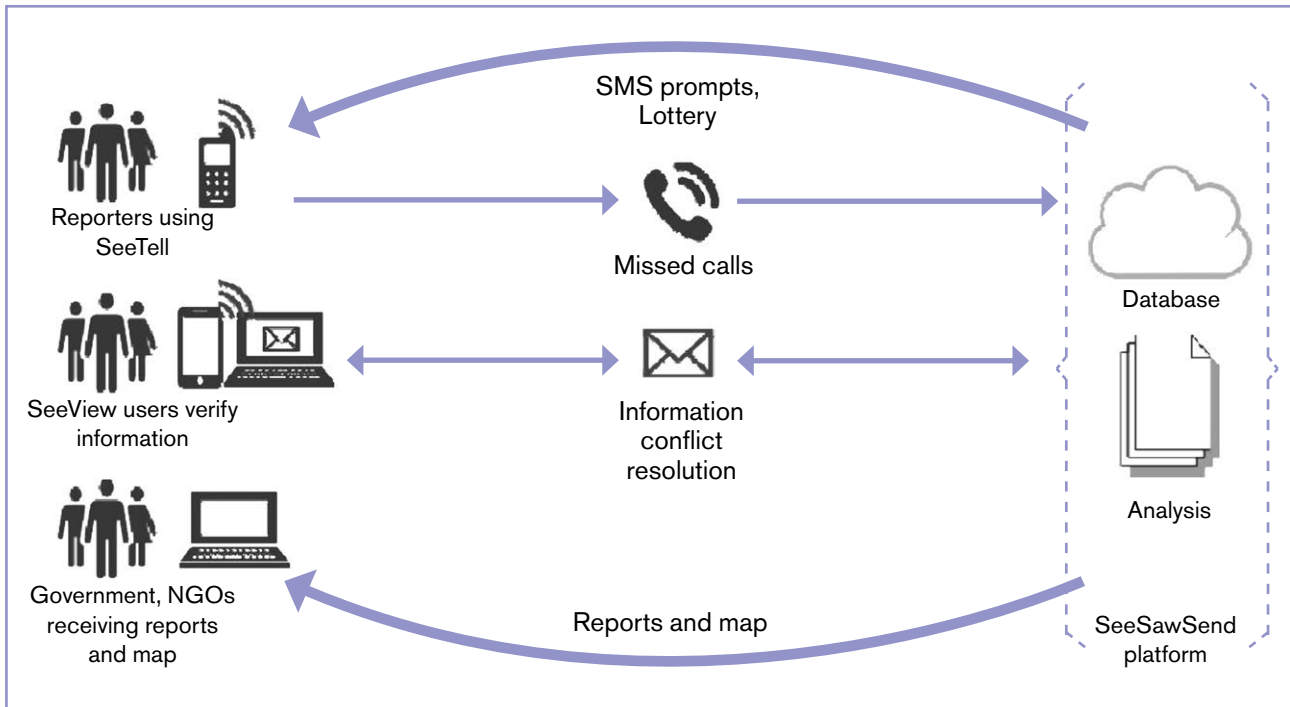 SMS prompts,
Lottery
Reporters using
SeeTell
Missed calls
Database
SeeView users verify
information
Information
conflict
resolution
Analysis
Government, NGOs
receiving reports
and map
Reports and map
SeeSawSend
platform